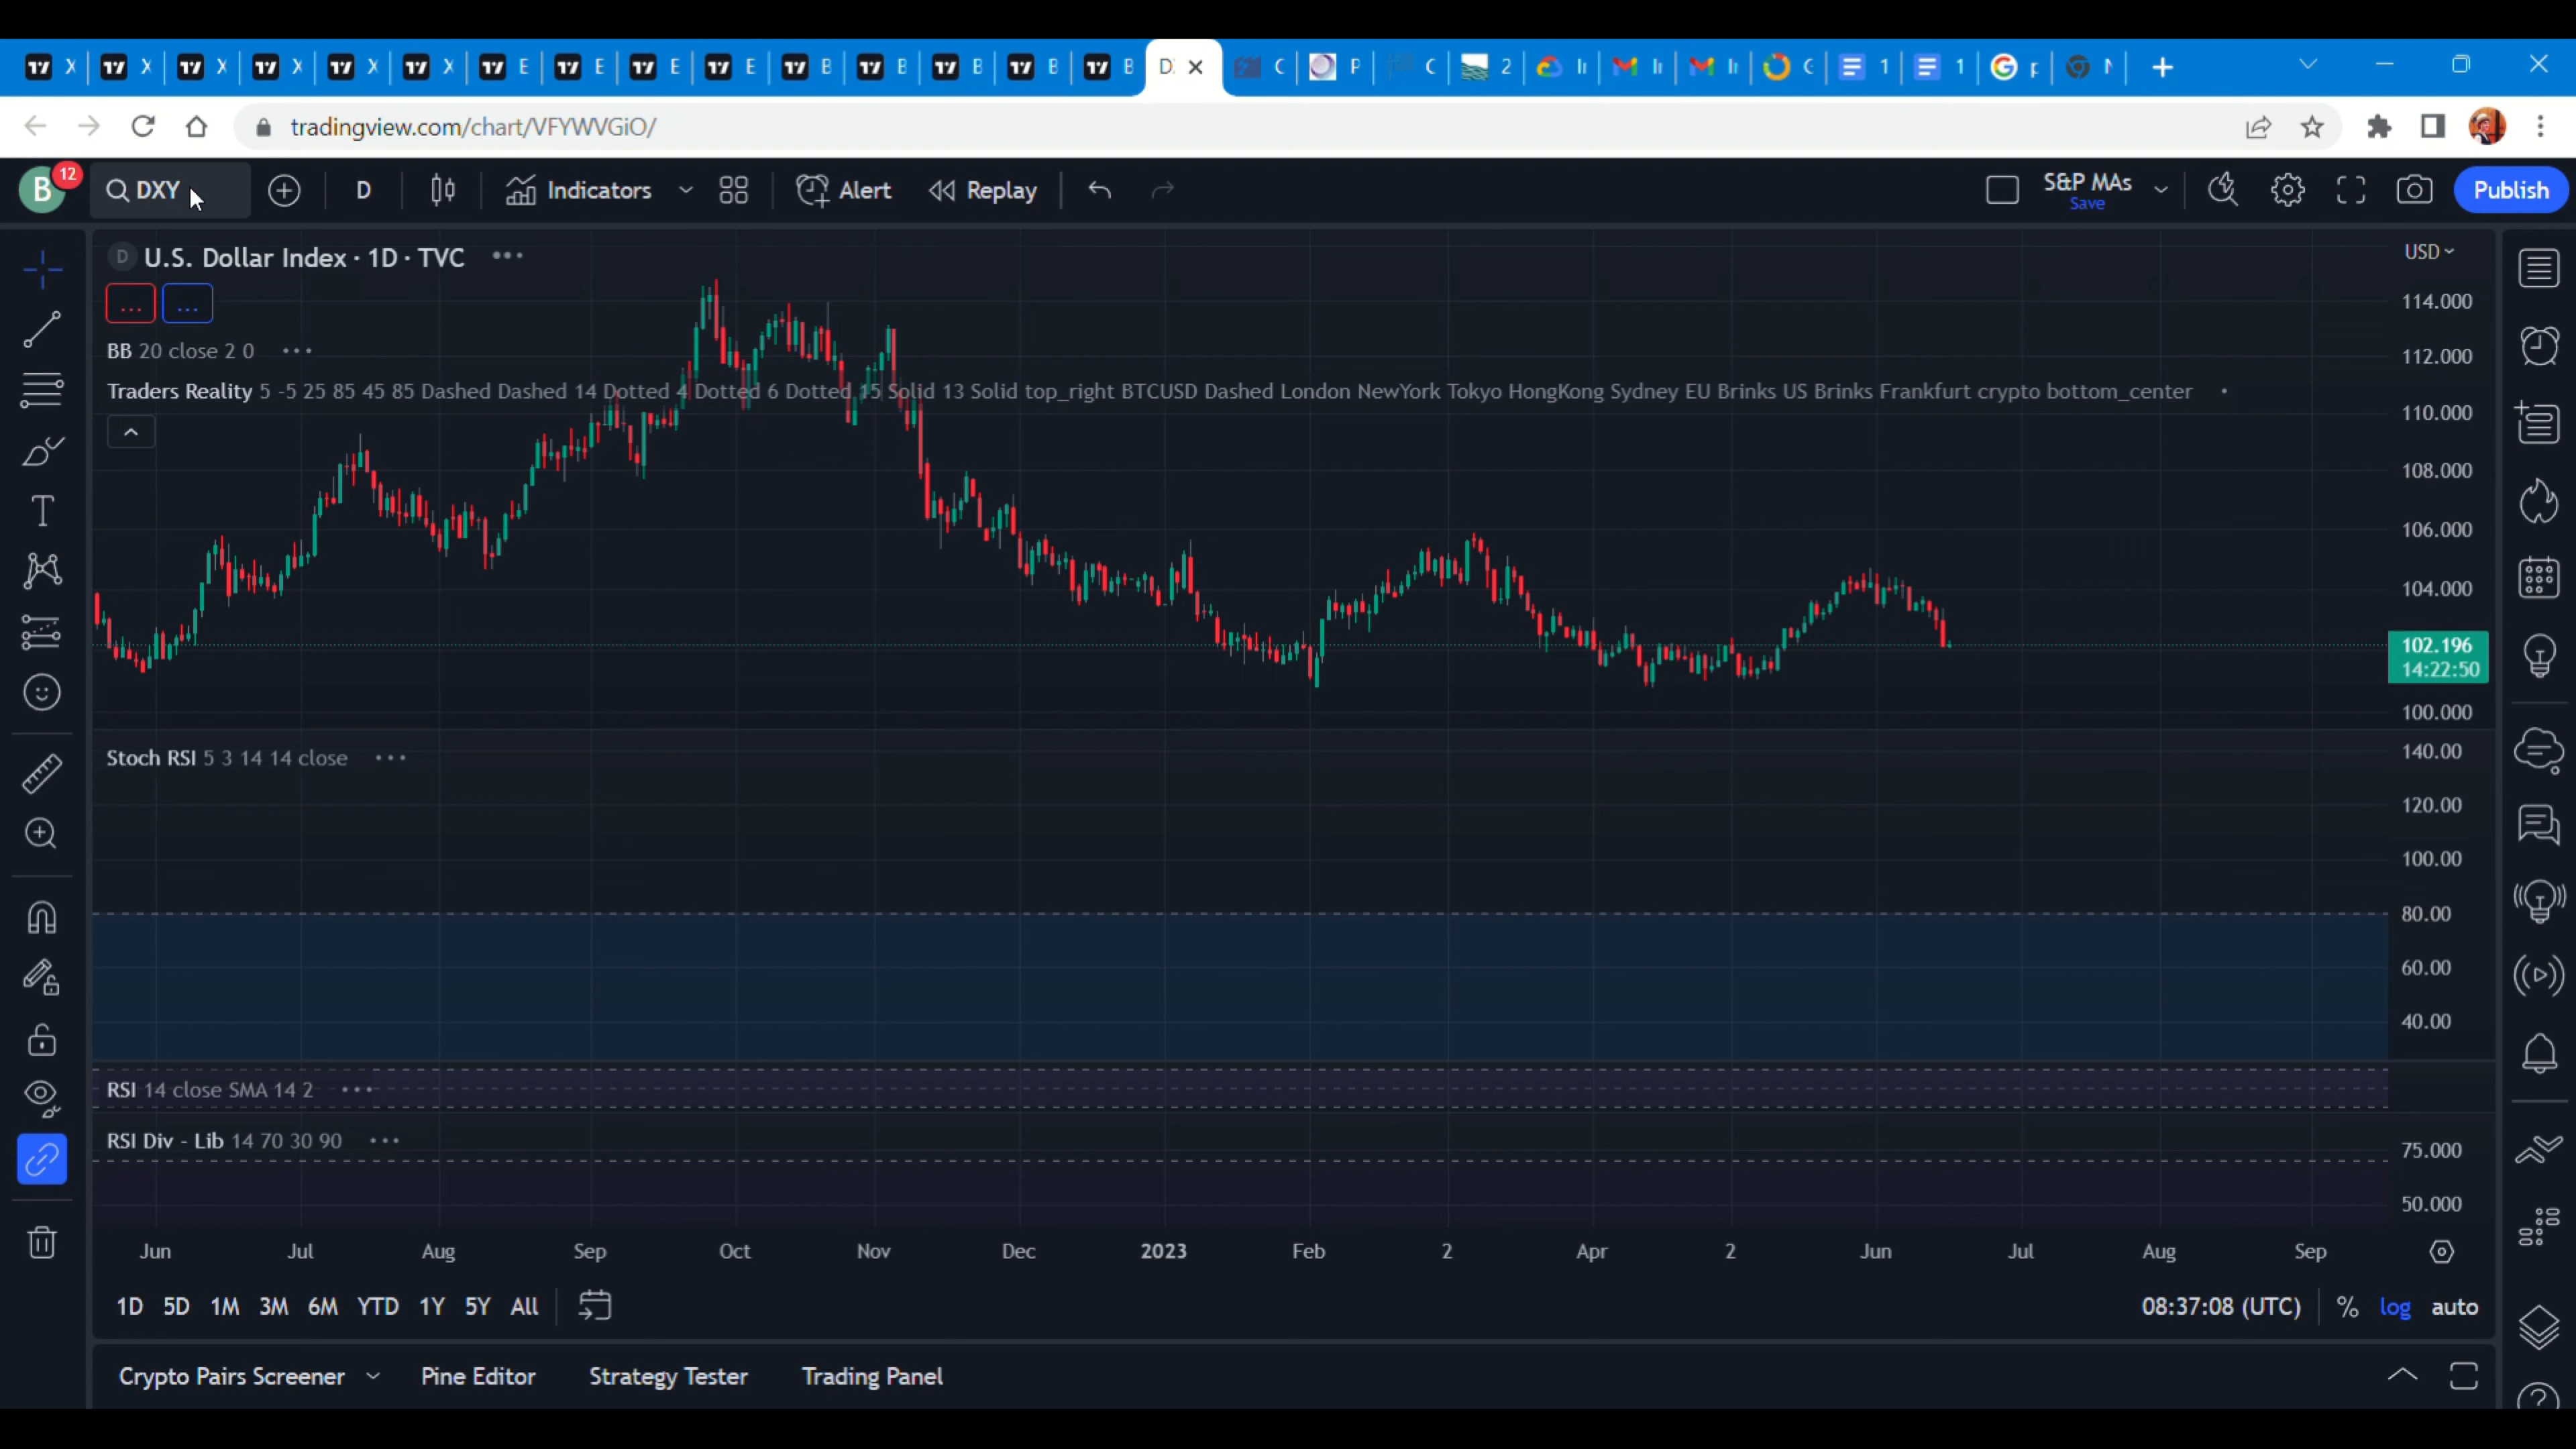 X X X X X X E E E E B B B B B D C P C 2 I I I G 1 1 p N
tradingview.com/chart/VFYWVGiO/
B 12 DXY D Indicators Alert Replay S&P MAs Publish
Save
D U.S. Dollar Index · 1D · TVC
USD
BB 20 close 2 0
Traders Reality 5 -5 25 85 45 85 Dashed Dashed 14 Dotted 4 Dotted 6 Dotted 15 Solid 13 Solid top_right BTCUSD Dashed London NewYork Tokyo HongKong Sydney EU Brinks US Brinks Frankfurt crypto bottom_center
114.000
112.000
110.000
108.000
106.000
104.000
102.196
14:22:50
100.000
Stoch RSI 5 3 14 14 close
140.00
120.00
100.00
80.00
60.00
40.00
RSI 14 close SMA 14 2
RSI Div - Lib 14 70 30 90
75.000
50.000
Jun Jul Aug Sep Oct Nov Dec 2023 Feb 2 Apr 2 Jun Jul Aug Sep
1D 5D 1M 3M 6M YTD 1Y 5Y All 08:37:08 (UTC) % log auto
Crypto Pairs Screener Pine Editor Strategy Tester Trading Panel